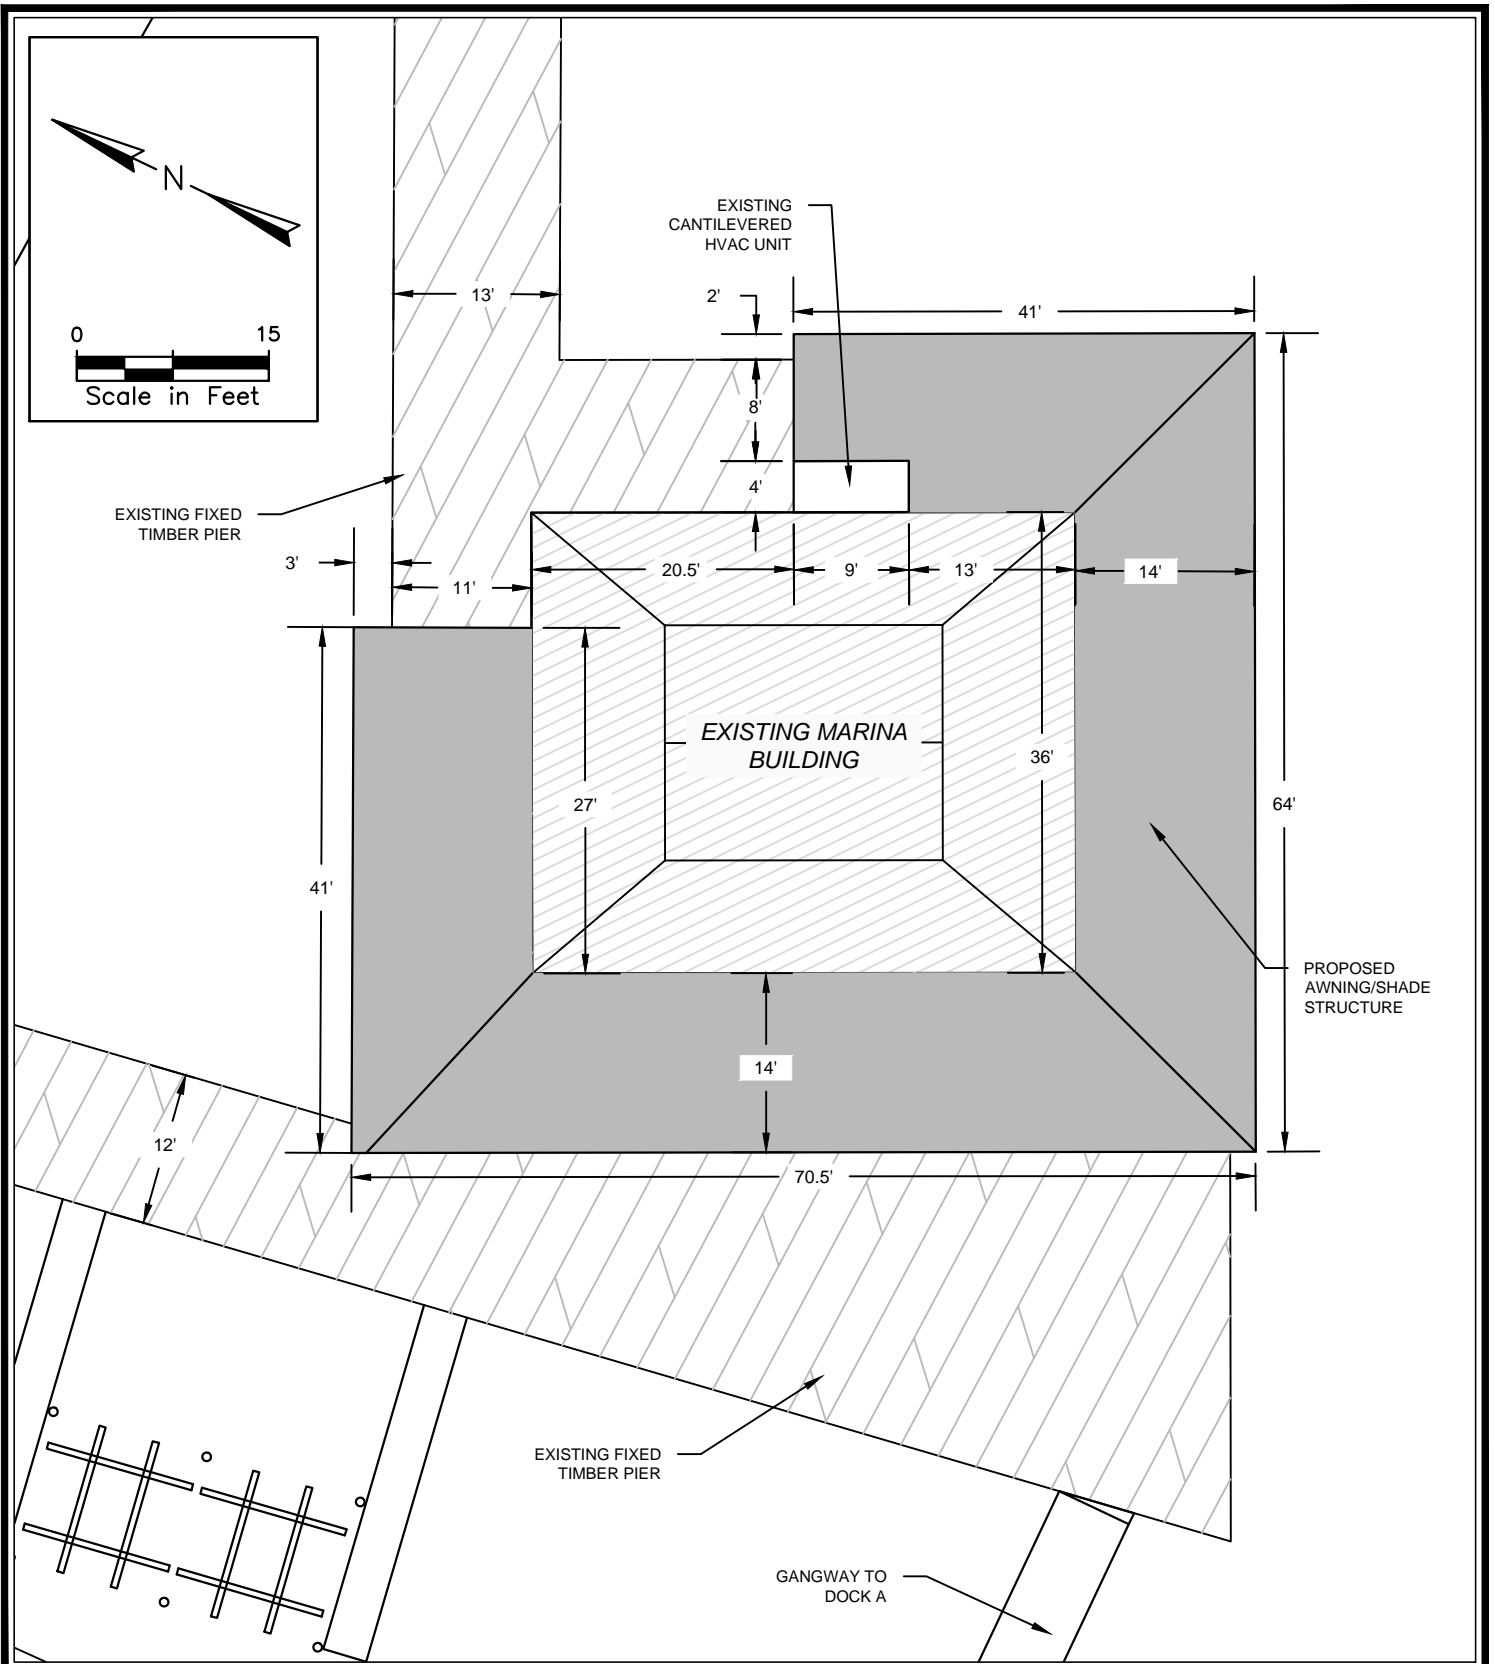 N
0 15
Scale in Feet
EXISTING
CANTILEVERED
HVAC UNIT
13'
2'
41'
8'
4'
EXISTING FIXED
TIMBER PIER
3'
11'
20.5'
9'
13'
14'
EXISTING MARINA
BUILDING
36'
27'
64'
41'
PROPOSED
AWNING/SHADE
STRUCTURE
14'
12'
70.5'
EXISTING FIXED
TIMBER PIER
GANGWAY TO
DOCK A